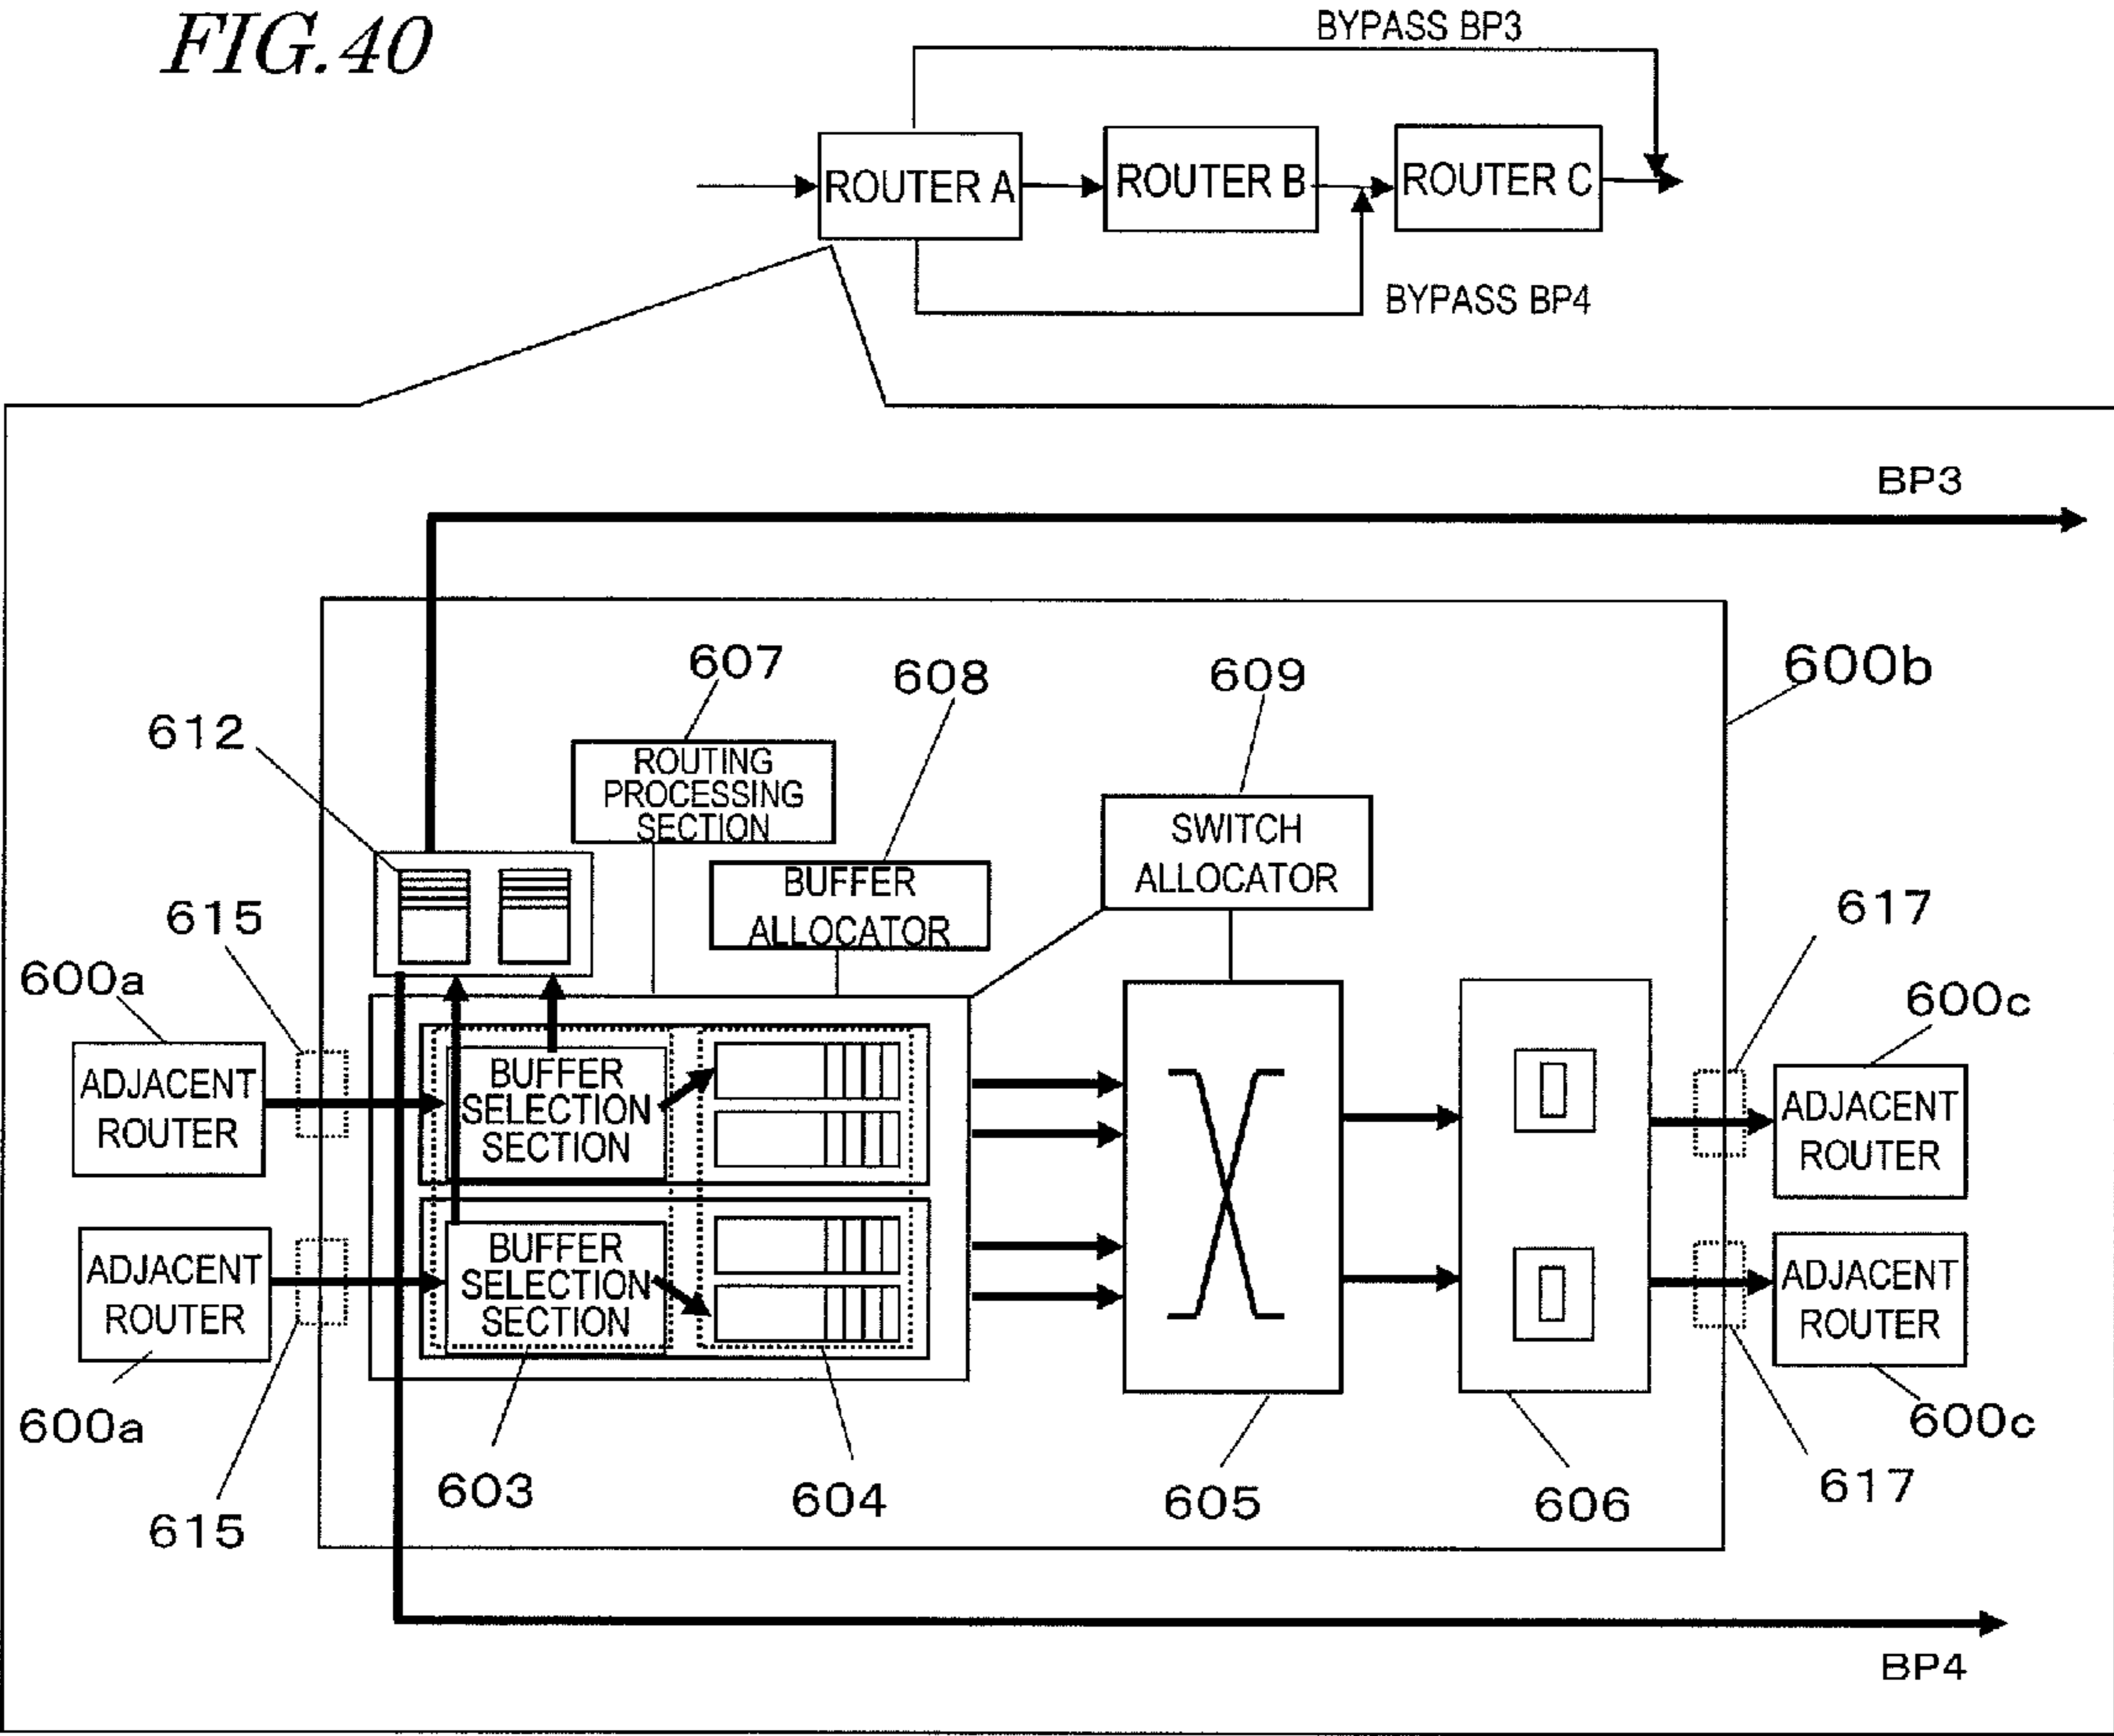 FIG.40
BYPASS BP3
ROUTER A
ROUTER B
ROUTER C
BYPASS BP4
BP3
607
608
609
600b
612
ROUTING
PROCESSING
SECTION
SWITCH
ALLOCATOR
BUFFER
ALLOCATOR
615
617
600a
600c
ADJACENT
ROUTER
BUFFER
SELECTION
SECTION
ADJACENT
ROUTER
ADJACENT
ROUTER
BUFFER
SELECTION
SECTION
ADJACENT
ROUTER
600a
600c
603
604
605
606
617
615
BP4